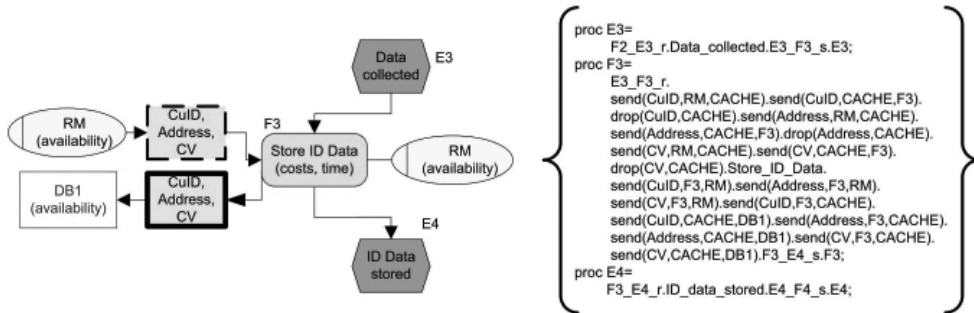 Data
collected
E3
RM
(availability)
CuID,
Address,
CV
F3
Store ID Data
(costs, time)
RM
(availability)
DB1
(availability)
CuID,
Address,
CV
E4
ID Data
stored
proc E3=
F2_E3_r.Data_collected.E3_F3_s.E3;
proc F3=
E3_F3_r.
send(CuID,RM,CACHE).send(CuID,CACHE,F3).
drop(CuID,CACHE).send(Address,RM,CACHE).
send(Address,CACHE,F3).drop(Address,CACHE).
send(CV,RM,CACHE).send(CV,CACHE,F3).
drop(CV,CACHE).Store_ID_Data.
send(CuID,F3,RM).send(Address,F3,RM).
send(CV,F3,RM).send(CuID,F3,CACHE).
send(CuID,CACHE,DB1).send(Address,F3,CACHE).
send(Address,CACHE,DB1).send(CV,F3,CACHE).
send(CV,CACHE,DB1).F3_E4_s.F3;
proc E4=
F3_E4_r.ID_data_stored.E4_F4_s.E4;